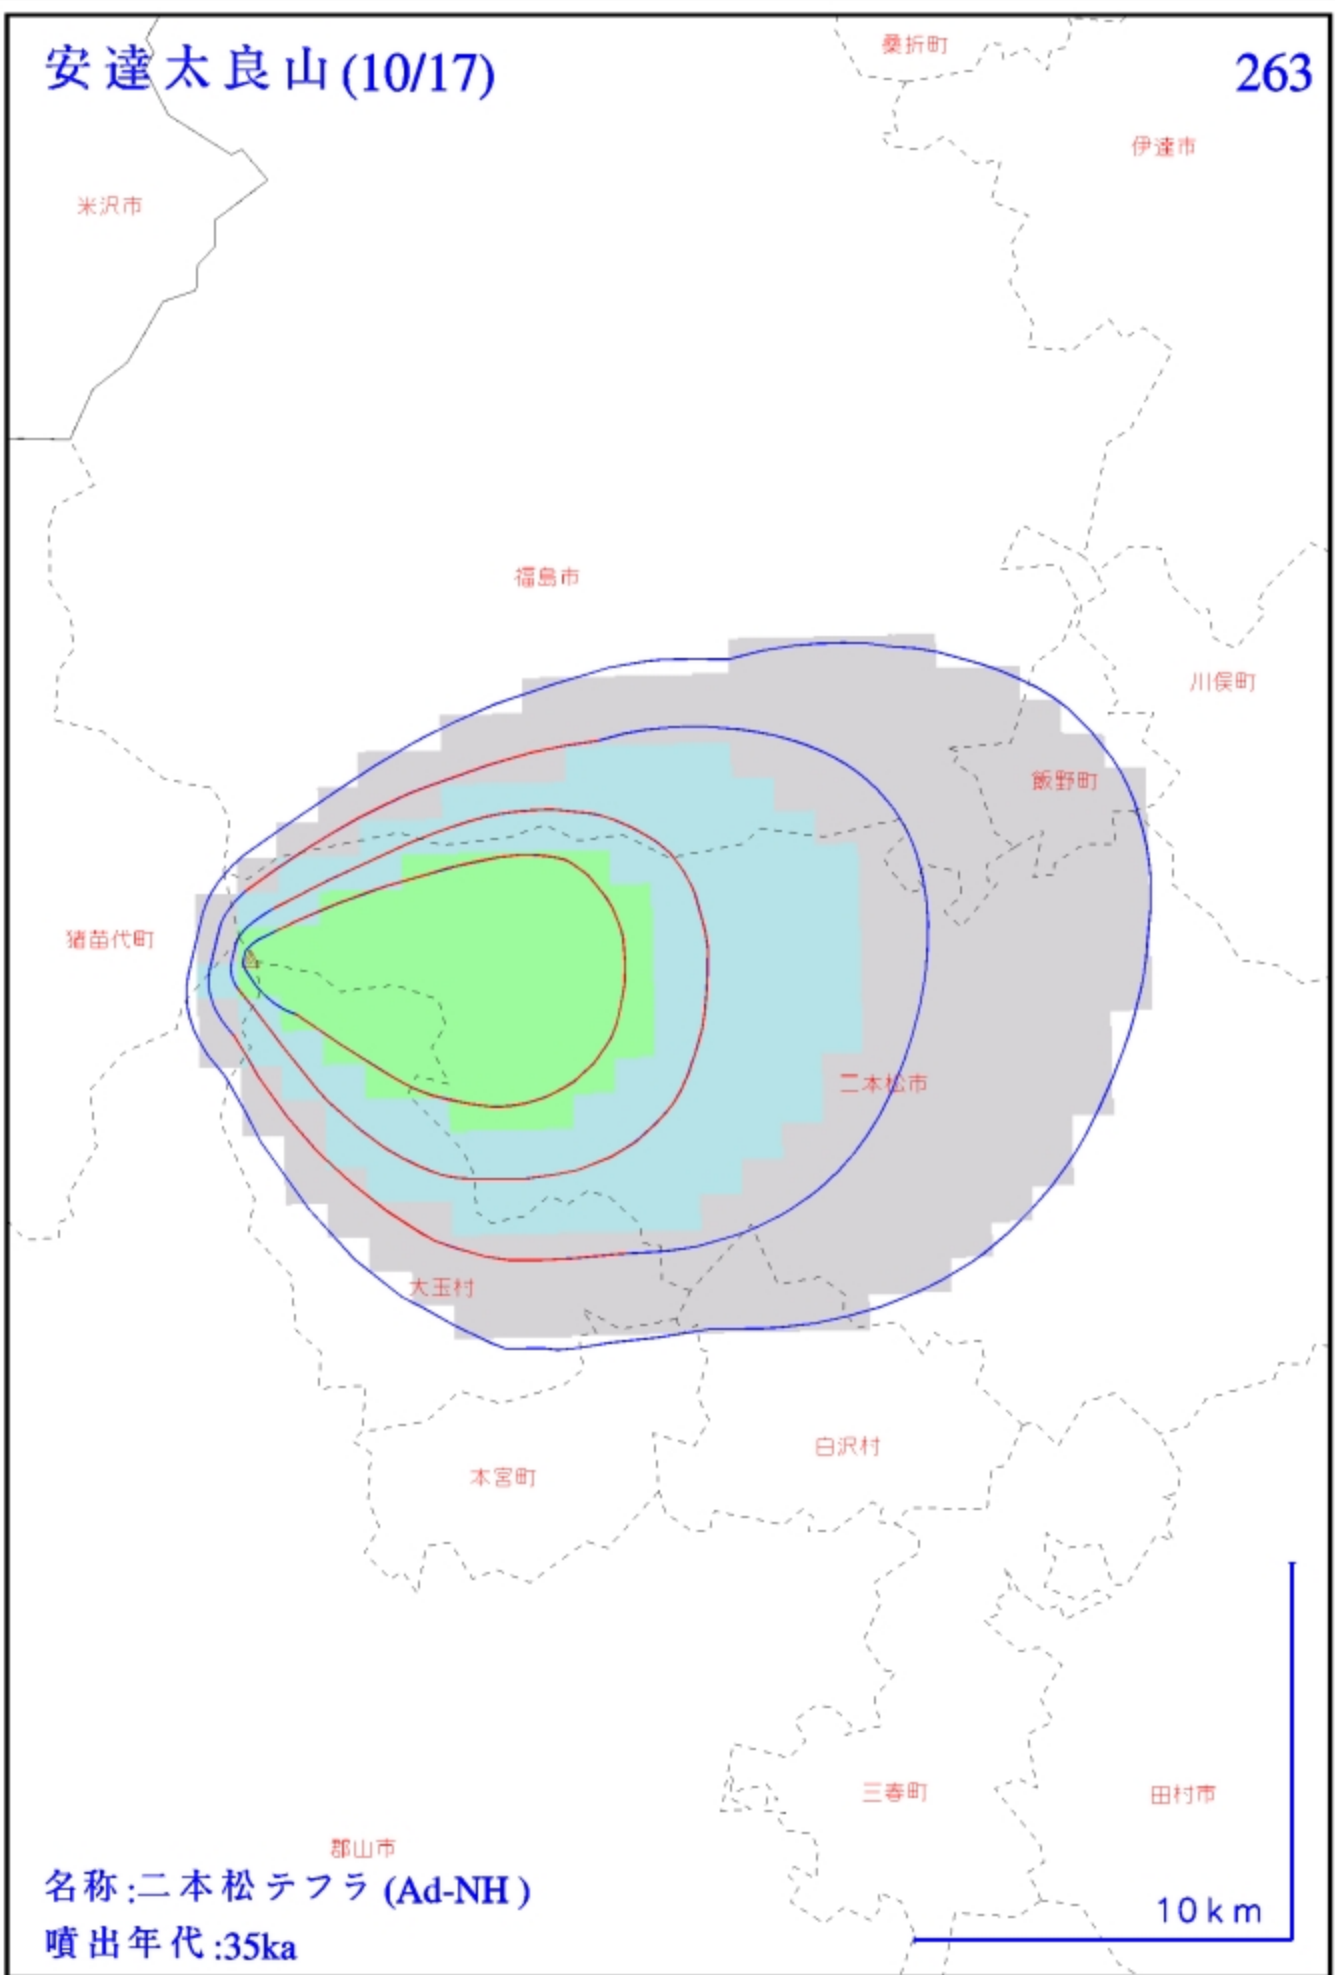 安達太良山(10/17)
263
桑折町
伊達市
米沢市
福島市
川俣町
飯野町
猪苗代町
二本松市
大玉村
白沢村
本宮町
三春町
田村市
郡山市
名称:二本松テフラ(Ad-NH)
噴出年代:35ka
10km